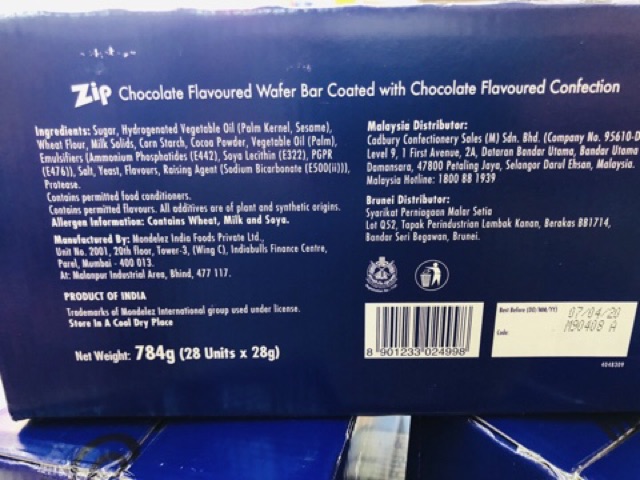 Zip Chocolate Flavoured Wafer Bar Coated with Chocolate Flavoured Confection
Ingredients: Sugar, Hydrogenated Vegetable Oil (Palm Kernel, Sesame),
Wheat Flour, Milk Solids, Corn Starch, Cocoa Powder, Vegetable Oil (Palm),
Emulsifiers (Ammonium Phosphatides (E442), Soya Lecithin (E322), PGPR
(E476)), Salt, Yeast, Flavours, Raising Agent (Sodium Bicarbonate (E500(ii))),
Protease.
Contains permitted food conditioners.
Contains permitted flavours. All additives are of plant and synthetic origins.
Allergen Information: Contains Wheat, Milk and Soya.
Manufactured By: Mondelez India Foods Private Ltd.,
Unit No. 2001, 20th floor, Tower-3, (Wing C), Indiabulls Finance Centre,
Parel, Mumbai - 400 013.
At: Malanpur Industrial Area, Bhind, 477 117.
PRODUCT OF INDIA
Trademarks of Mondelez International group used under license.
Store In A Cool Dry Place
Net Weight: 784g (28 Units x 28g)
Malaysia Distributor:
Cadbury Confectionery Sales (M) Sdn. Bhd. (Company No. 95610-D
Level 9, 1 First Avenue, 2A, Dataran Bandar Utama, Bandar Utama
Damansara, 47800 Petaling Jaya, Selangor Darul Ehsan, Malaysia.
Malaysia Hotline: 1800 88 1939
Brunei Distributor:
Syarikat Perniagaan Malar Setia
Lot Q52, Tapak Perindustrian Lambak Kanan, Berakas BB1714,
Bandar Seri Begawan, Brunei.
8 901233 024998
Best Before (DD/MM/YY) 07/04/20
Code: M90408 A
4048309